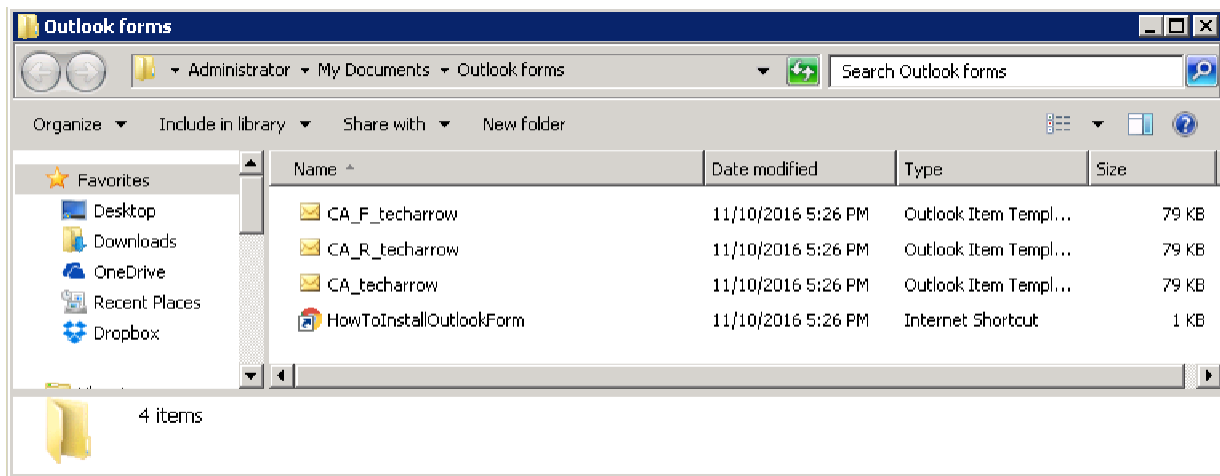 Outlook forms
Administrator My Documents Outlook forms Search Outlook forms
Organize Include in library Share with New folder
Favorites
Desktop
Downloads
OneDrive
Recent Places
Dropbox
Name Date modified Type Size
CA_F_techarrow 11/10/2016 5:26 PM Outlook Item Templ... 79 KB
CA_R_techarrow 11/10/2016 5:26 PM Outlook Item Templ... 79 KB
CA_techarrow 11/10/2016 5:26 PM Outlook Item Templ... 79 KB
HowToInstallOutlookForm 11/10/2016 5:26 PM Internet Shortcut 1 KB
4 items